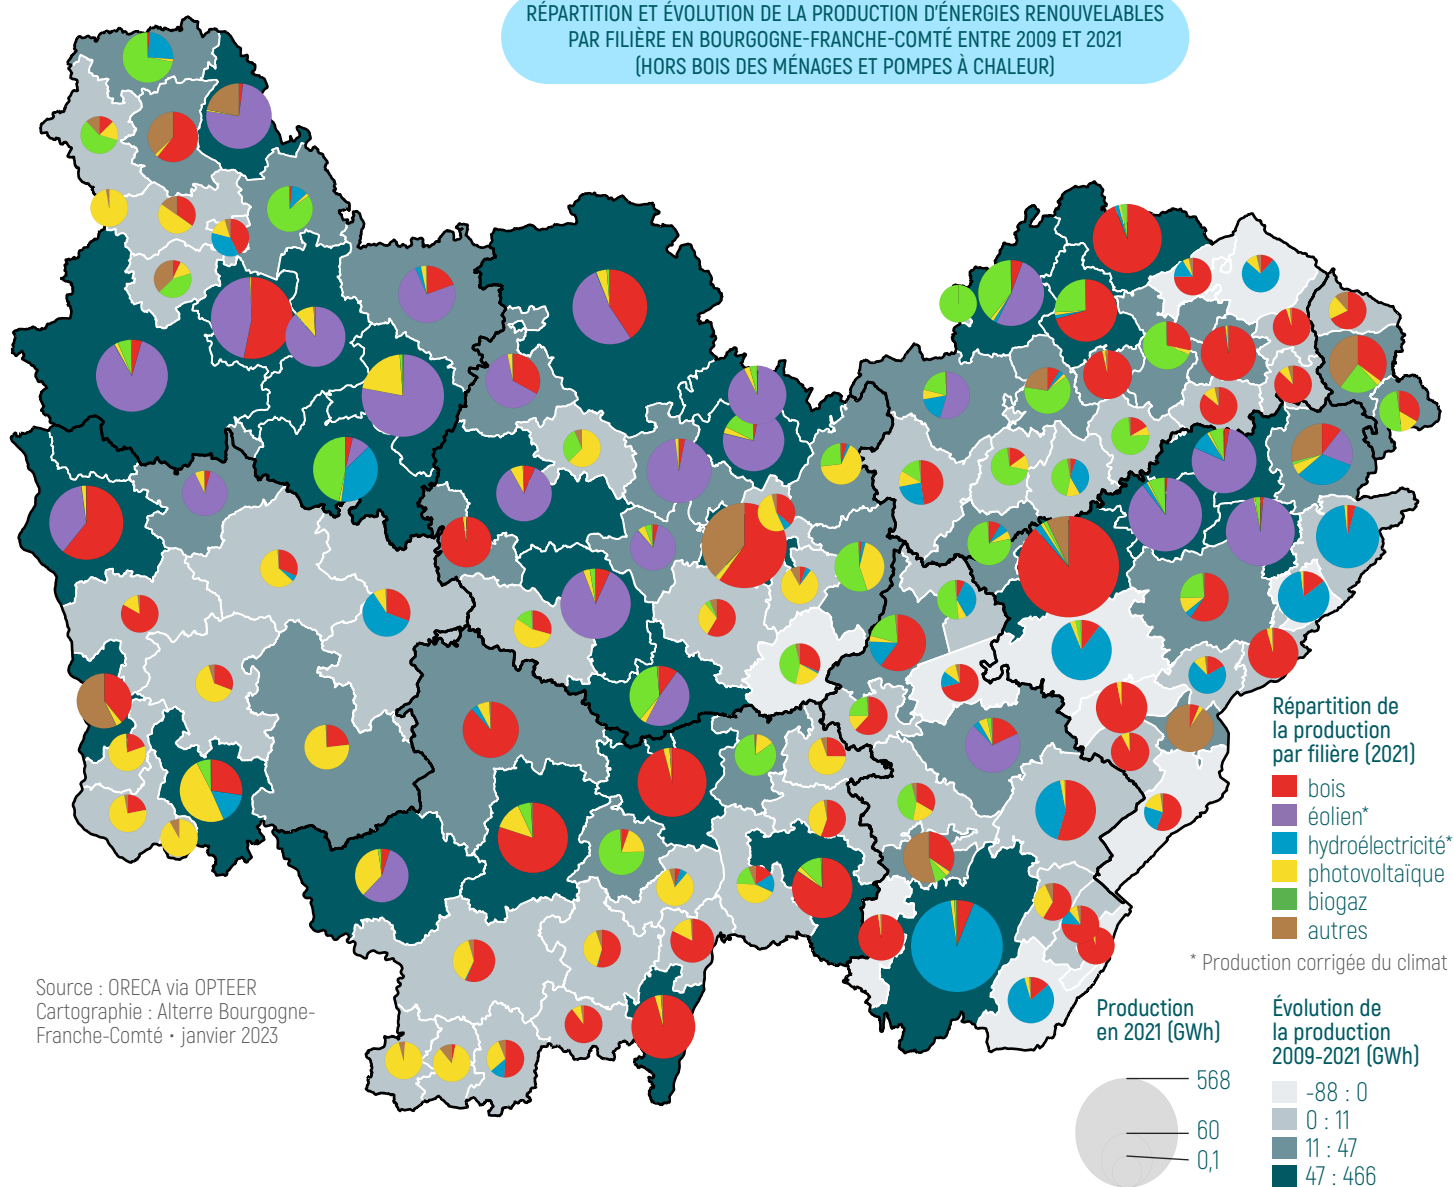 RÉPARTITION ET ÉVOLUTION DE LA PRODUCTION D'ÉNERGIES RENOUVELABLES
PAR FILIÈRE EN BOURGOGNE-FRANCHE-COMTÉ ENTRE 2009 ET 2021
(HORS BOIS DES MÉNAGES ET POMPES À CHALEUR)
Répartition de
la production
par filière (2021)
bois
éolien*
hydroélectricité*
photovoltaïque
biogaz
autres
* Production corrigée du climat
Source : ORECA via OPTEER
Cartographie : Alterre Bourgogne-
Franche-Comté • janvier 2023
Production
en 2021 (GWh)
568
60
0,1
Évolution de
la production
2009-2021 (GWh)
-88 : 0
0 : 11
11 : 47
47 : 466